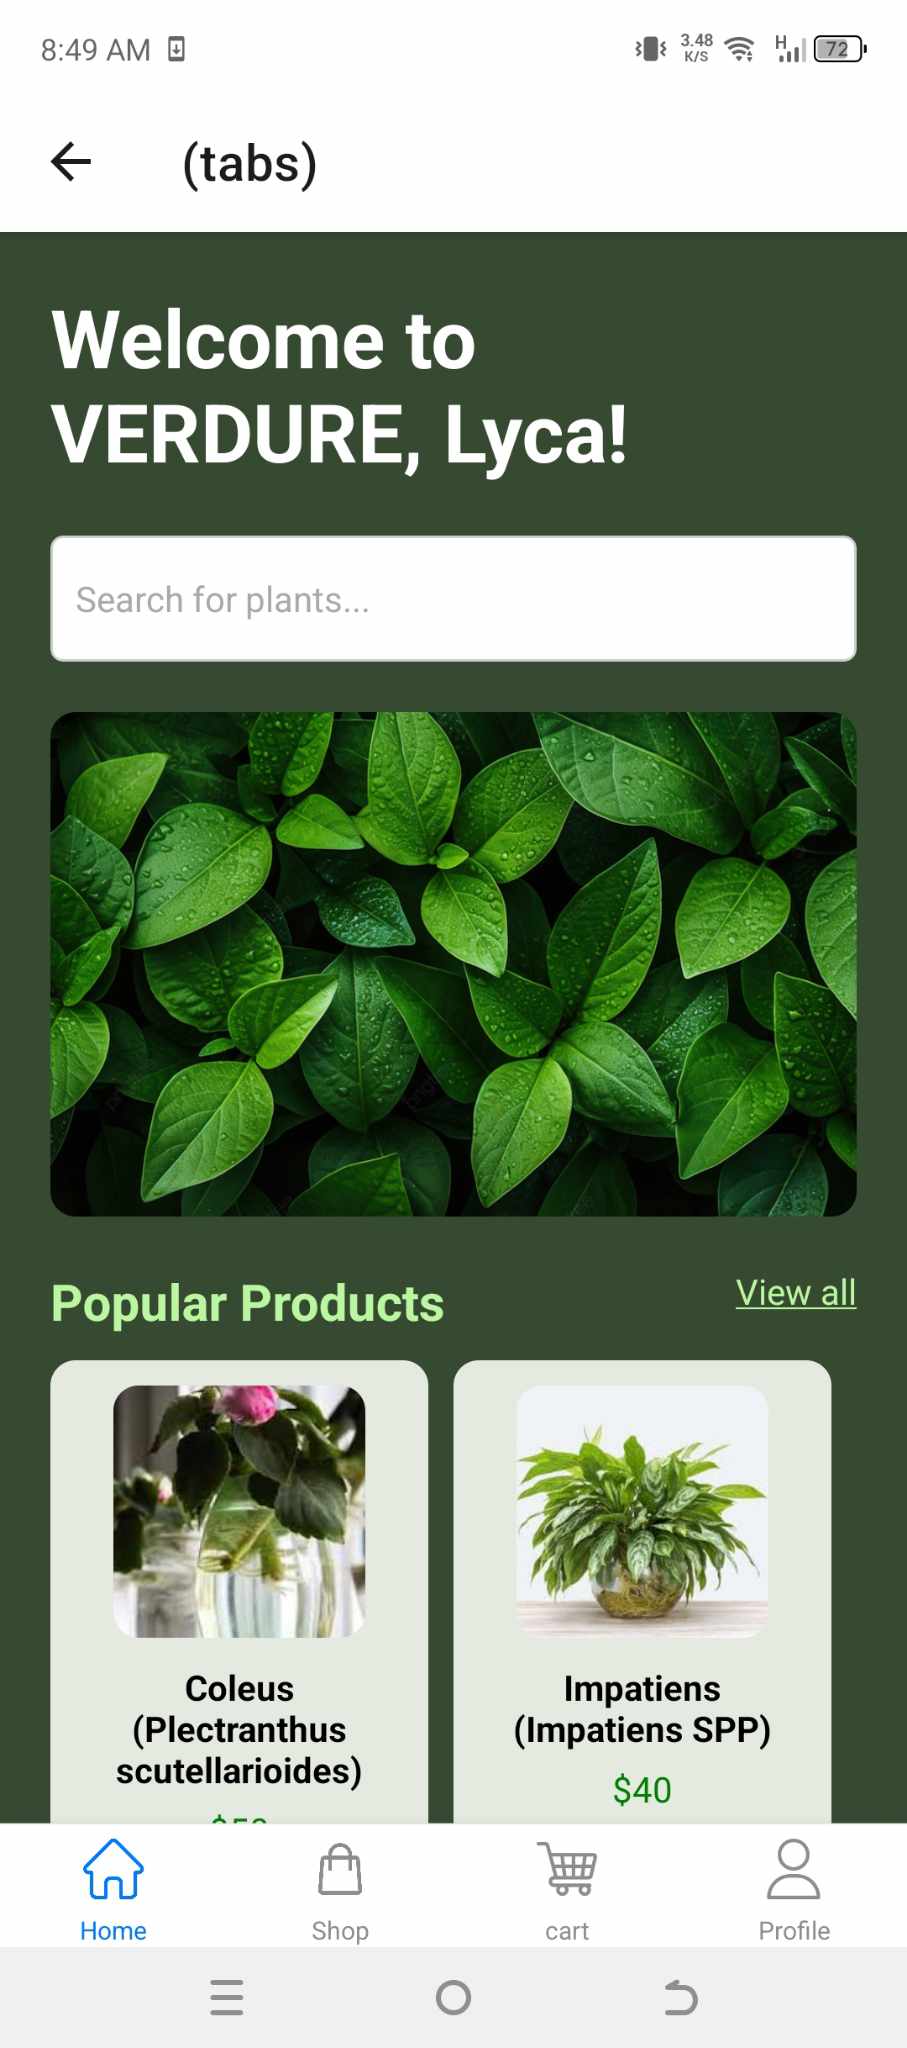 8:49 AM
3.48
K/S
H
72
(tabs)
Welcome to
VERDURE, Lyca!
Search for plants...
Popular Products
View all
Coleus
(Plectranthus
scutellarioides)
Impatiens
(Impatiens SPP)
$40
Home
Shop
cart
Profile